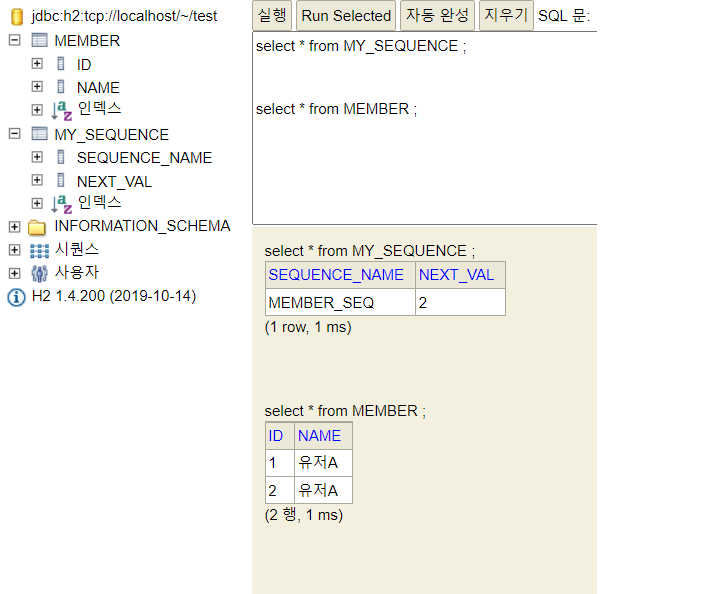 jdbc:h2:tcp://localhost/~/test
MEMBER
ID
NAME
인덱스
MY_SEQUENCE
SEQUENCE_NAME
NEXT_VAL
인덱스
INFORMATION_SCHEMA
시퀀스
사용자
H2 1.4.200 (2019-10-14)
실행 Run Selected 자동 완성 지우기 SQL 문:
select * from MY_SEQUENCE ;
select * from MEMBER ;
select * from MY_SEQUENCE ;
SEQUENCE_NAME NEXT_VAL
MEMBER_SEQ 2
(1 row, 1 ms)
select * from MEMBER ;
ID NAME
1 유저A
2 유저A
(2 행, 1 ms)